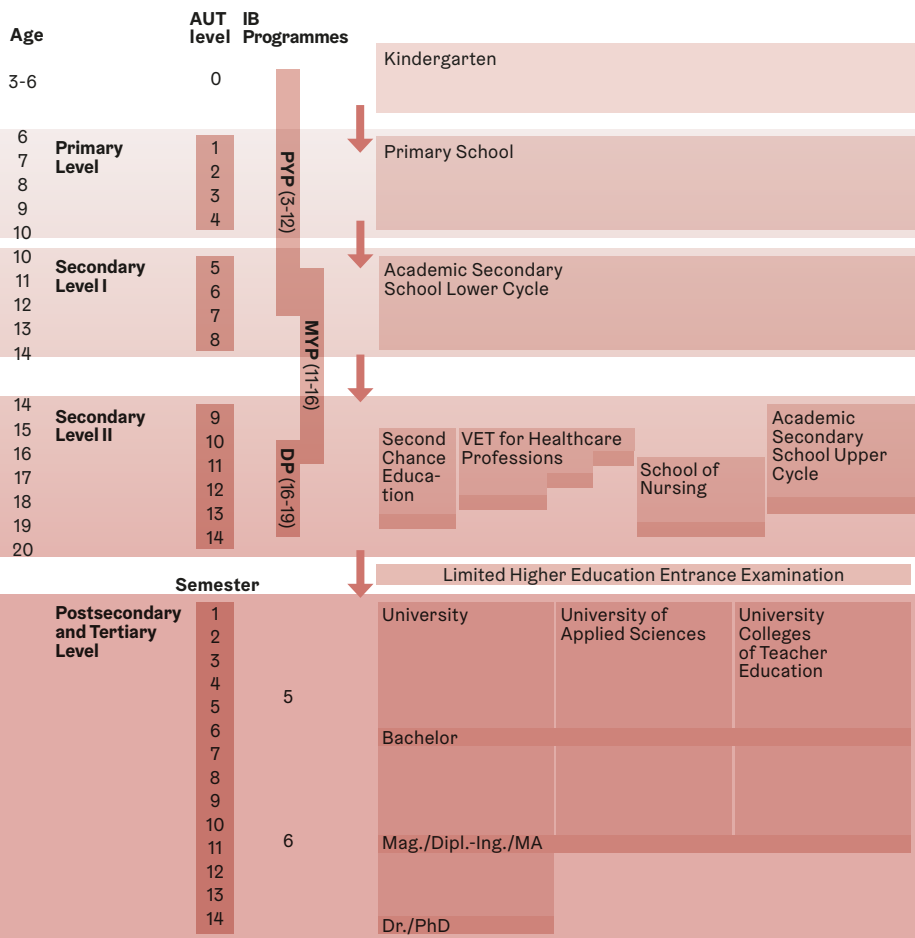 Age
AUT
level
IB
Programmes
3-6
0
Kindergarten
6
7
8
9
10
Primary
Level
1
2
3
4
PYP (3-12)
Primary School
10
11
12
13
14
Secondary
Level I
5
6
7
8
MYP (11-16)
Academic Secondary
School Lower Cycle
14
15
16
17
18
19
20
Secondary
Level II
9
10
11
12
13
14
DP (16-19)
Second
Chance
Educa-
tion
VET for Healthcare
Professions
School of
Nursing
Academic
Secondary
School Upper
Cycle
Limited Higher Education Entrance Examination
Semester
Postsecondary
and Tertiary
Level
1
2
3
4
5
6
7
8
9
10
11
12
13
14
5
6
University
University of
Applied Sciences
University
Colleges
of Teacher
Education
Bachelor
Mag./Dipl.-Ing./MA
Dr./PhD